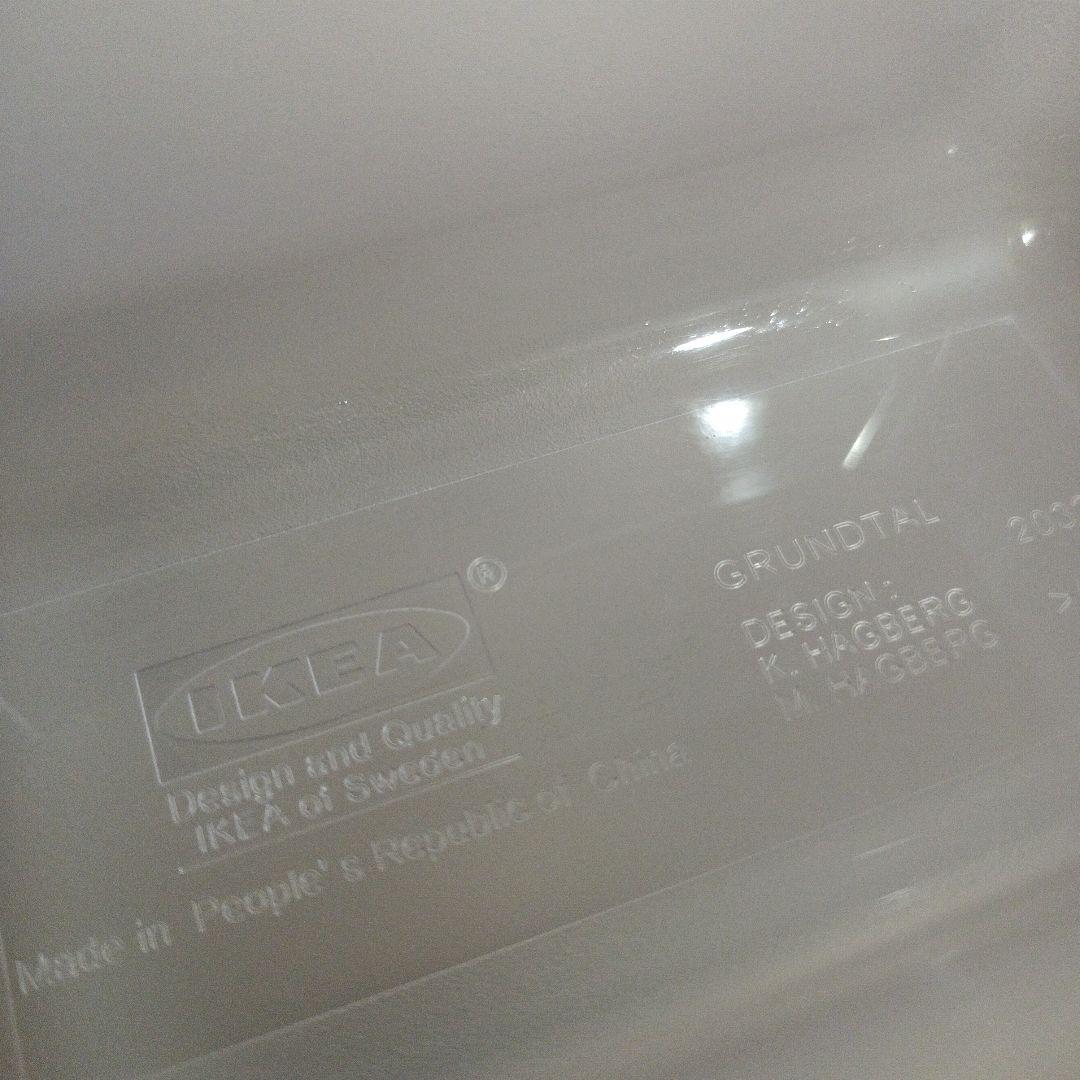 IKEA®
Design and Quality
IKEA of Sweden
Made in People's Republic of China
GRUNDTAL
DESIGN:
K. HAGBERG
M. HAGBERG
>